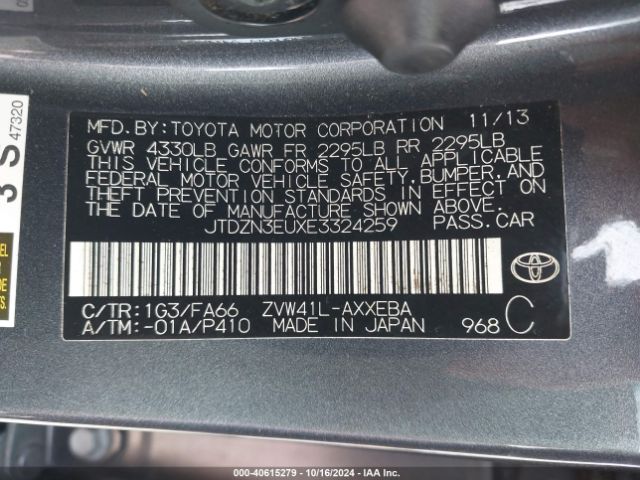 MFD. BY: TOYOTA MOTOR CORPORATION 11/13
GVWR 4330LB GAWR FR 2295LB RR 2295LB
THIS VEHICLE CONFORMS TO ALL APPLICABLE
FEDERAL MOTOR VEHICLE SAFETY, BUMPER, AND
THEFT PREVENTION STANDARDS IN EFFECT ON
THE DATE OF MANUFACTURE SHOWN ABOVE.
JTDZN3EUXE3324259 PASS. CAR
C/TR: 1G3/FA66 ZVW41L-AXXEBA
A/TM: -01A/P410 MADE IN JAPAN 968 C
3 S 47320
000-40615279 - 10/16/2024 - IAA Inc.